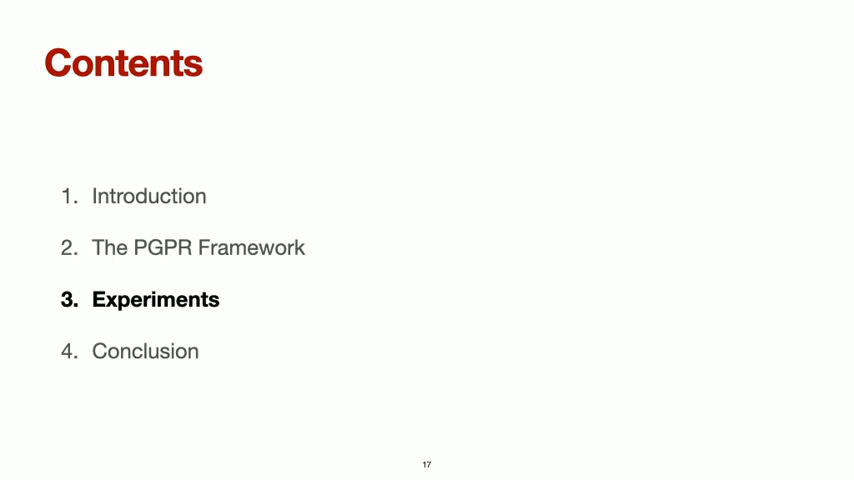 Contents
1. Introduction
2. The PGPR Framework
3. Experiments
4. Conclusion
17